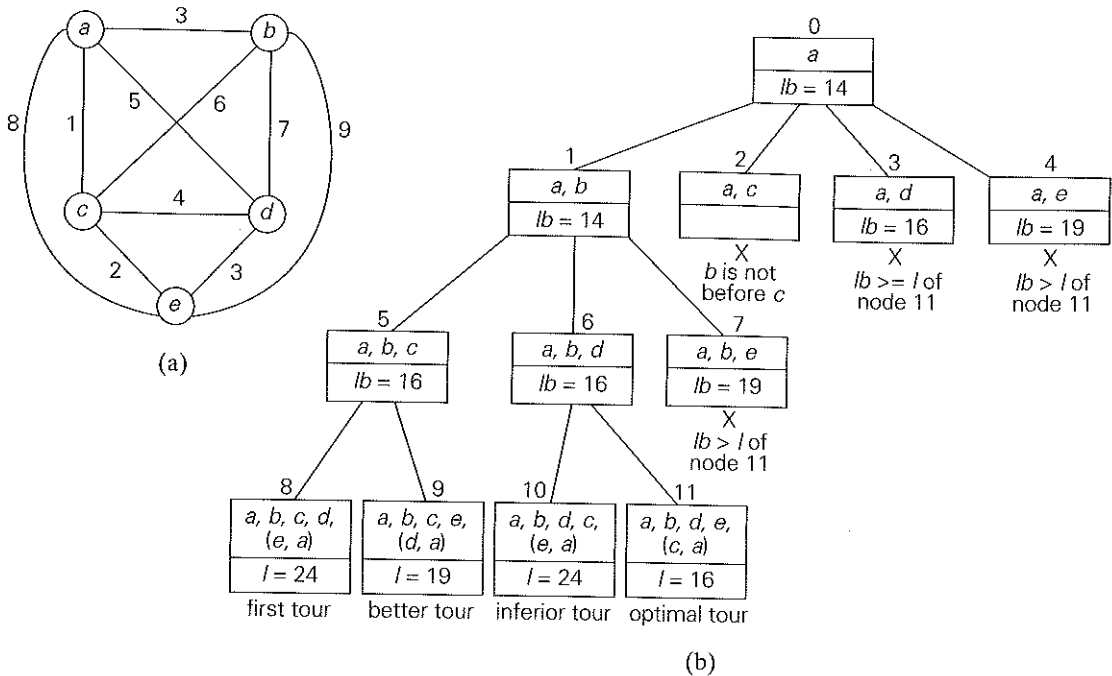 3
a
b
8
5
6
1
7
9
c
4
d
2
3
e
(a)
0
a
lb = 14
1
a, b
lb = 14
2
a, c
X
b is not
before c
3
a, d
lb = 16
X
lb >= l of
node 11
4
a, e
lb = 19
X
lb > l of
node 11
5
a, b, c
lb = 16
6
a, b, d
lb = 16
7
a, b, e
lb = 19
X
lb > l of
node 11
8
a, b, c, d,
(e, a)
l = 24
first tour
9
a, b, c, e,
(d, a)
l = 19
better tour
10
a, b, d, c,
(e, a)
l = 24
inferior tour
11
a, b, d, e,
(c, a)
l = 16
optimal tour
(b)